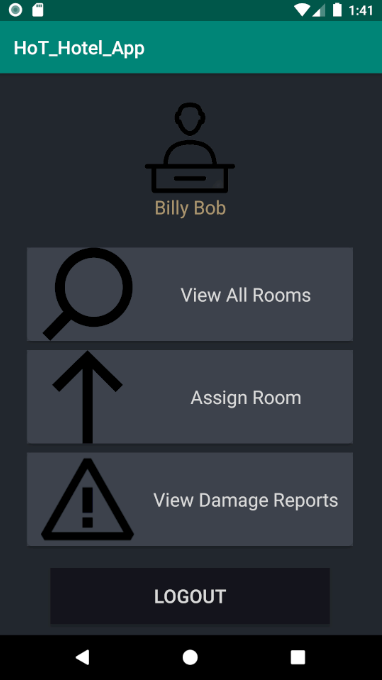 1:41
HoT_Hotel_App
Billy Bob
View All Rooms
Assign Room
View Damage Reports
LOGOUT